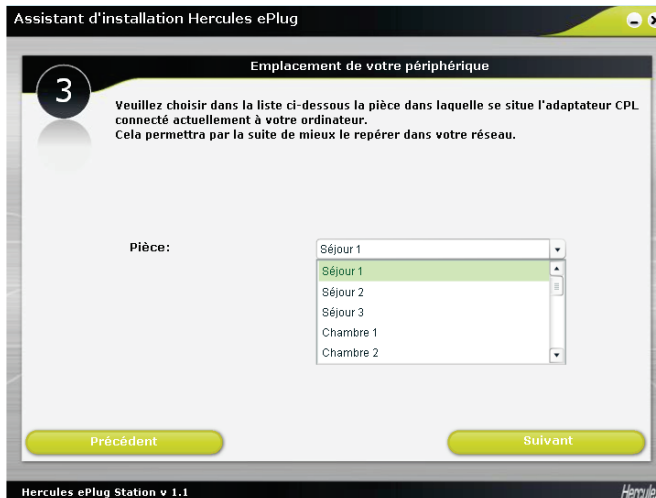 Assistant d'installation Hercules ePlug
Emplacement de votre périphérique
3
Veuillez choisir dans la liste ci-dessous la pièce dans laquelle se situe l'adaptateur CPL
connecté actuellement à votre ordinateur.
Cela permettra par la suite de mieux le repérer dans votre réseau.
Pièce:
Séjour 1
Séjour 1
Séjour 2
Séjour 3
Chambre 1
Chambre 2
Précédent
Suivant
Hercules ePlug Station v 1.1
Hercule